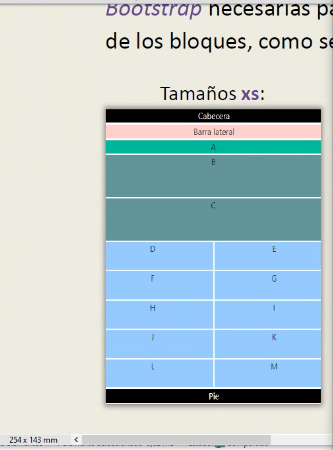 Bootstrap necesarias pa
de los bloques, como se
Tamaños xs:
Cabecera
Barra lateral
A
B
C
D E
F G
H I
J K
L M
Pie
254 x 143 mm